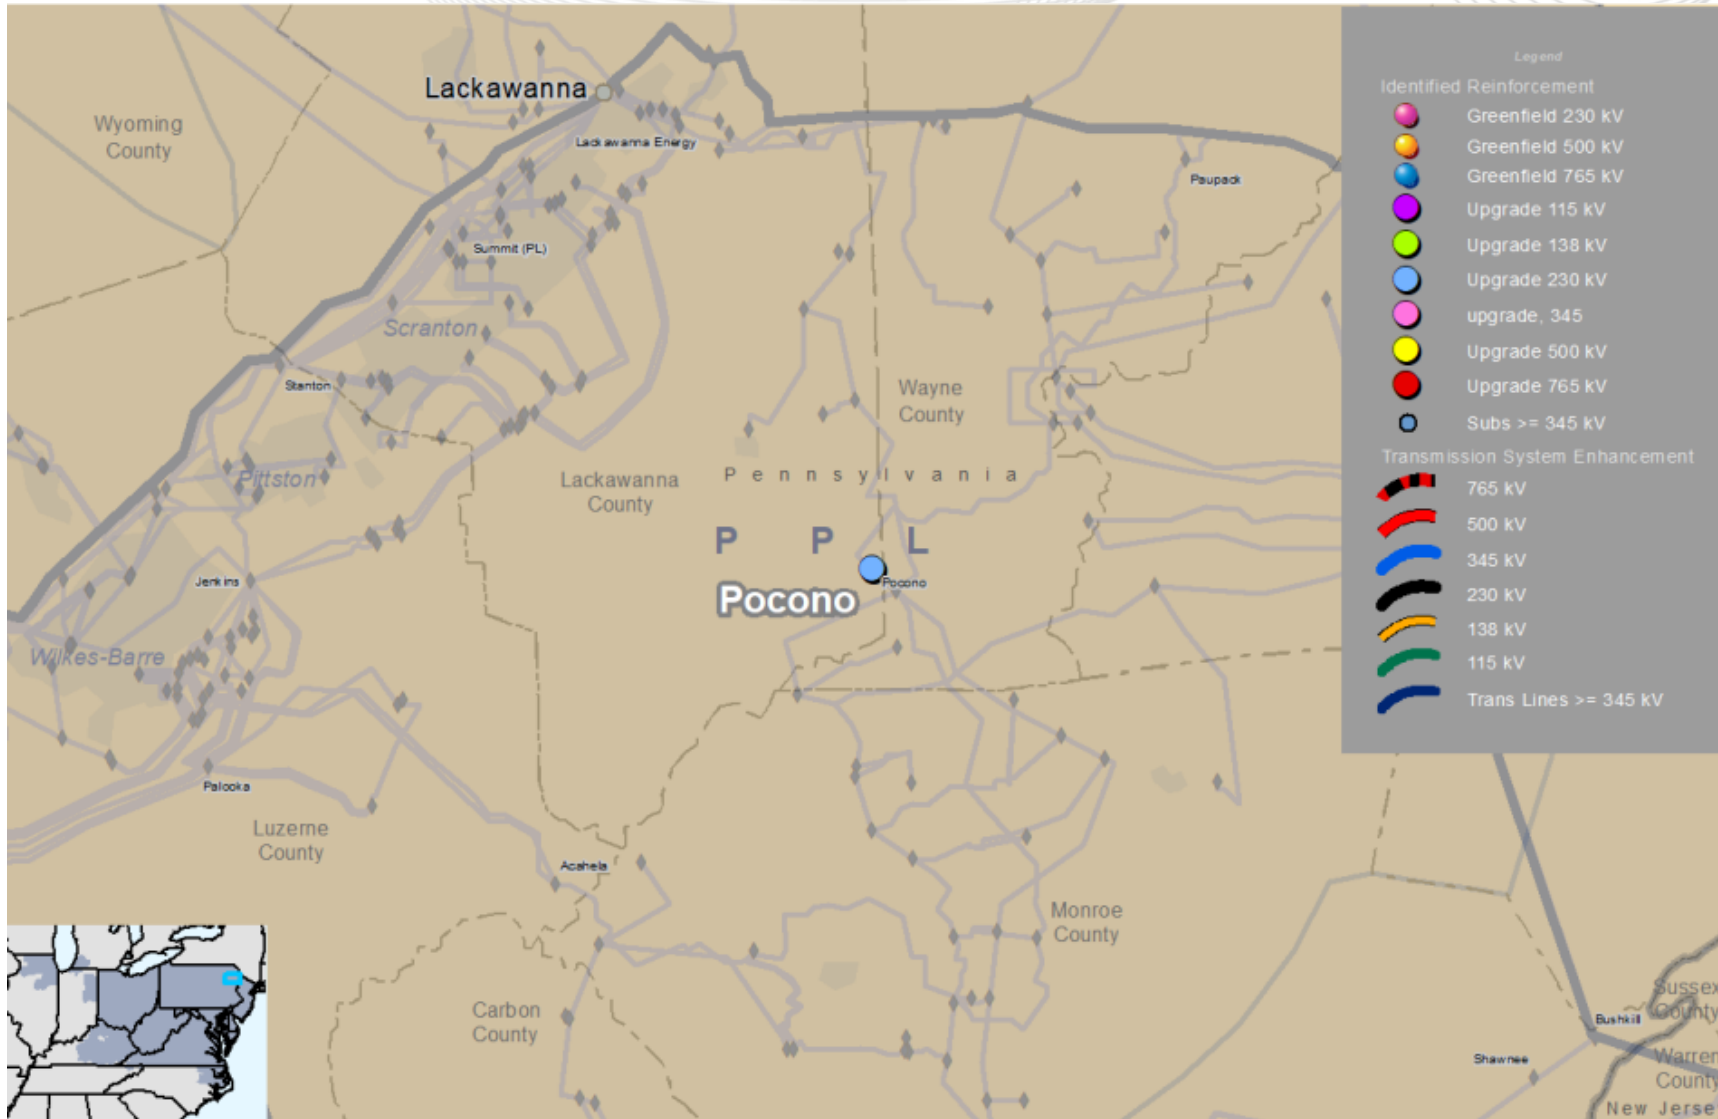 Lackawanna
Wyoming
County
Lackawanna Energy
Paupack
Summit (PL)
Scranton
Stanton
Wayne
County
Pittston
Lackawanna
County
Pennsylvania
PPL
Jenkins
Pocono
Pocono
Wilkes-Barre
Palooka
Luzerne
County
Acahela
Monroe
County
Carbon
County
Sussex
County
Bushkill
Shawnee
Warren
County
New Jerse
Legend
Identified Reinforcement
Greenfield 230 kV
Greenfield 500 kV
Greenfield 765 kV
Upgrade 115 kV
Upgrade 138 kV
Upgrade 230 kV
upgrade, 345
Upgrade 500 kV
Upgrade 765 kV
Subs >= 345 kV
Transmission System Enhancement
765 kV
500 kV
345 kV
230 kV
138 kV
115 kV
Trans Lines >= 345 kV